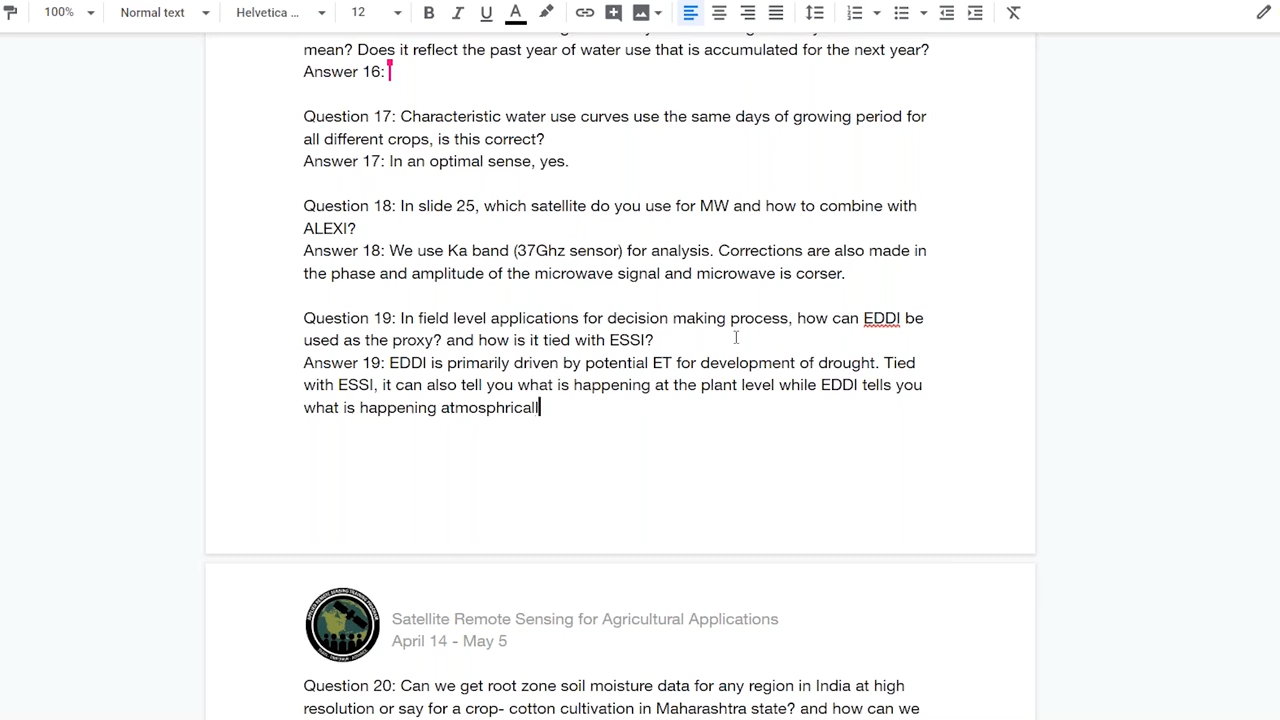 100% Normal text Helvetica ... 12 B I U A
mean? Does it reflect the past year of water use that is accumulated for the next year?
Answer 16:
Question 17: Characteristic water use curves use the same days of growing period for
all different crops, is this correct?
Answer 17: In an optimal sense, yes.
Question 18: In slide 25, which satellite do you use for MW and how to combine with
ALEXI?
Answer 18: We use Ka band (37Ghz sensor) for analysis. Corrections are also made in
the phase and amplitude of the microwave signal and microwave is corser.
Question 19: In field level applications for decision making process, how can EDDI be
used as the proxy? and how is it tied with ESSI?
Answer 19: EDDI is primarily driven by potential ET for development of drought. Tied
with ESSI, it can also tell you what is happening at the plant level while EDDI tells you
what is happening atmosphricall
Satellite Remote Sensing for Agricultural Applications
April 14 - May 5
Question 20: Can we get root zone soil moisture data for any region in India at high
resolution or say for a crop- cotton cultivation in Maharashtra state? and how can we